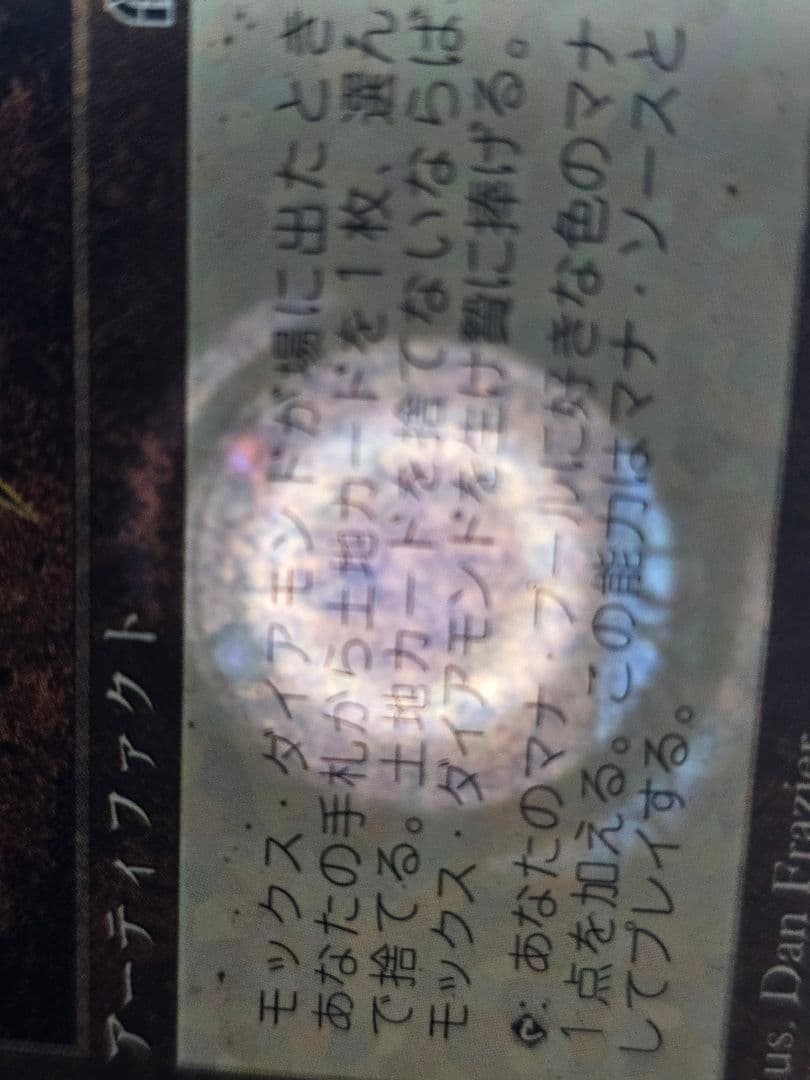 アーティファクト
モックス・ダイアモンドが場に出たとき
あなたの手札から土地カードを１枚、選ん
で捨てる。土地カードを捨てないならば
モックス・ダイアモンドを生け贄に捧げる。
: あなたのマナ・プールに好きな色のマナ
１点を加える。この能力はマナ・ソースと
してプレイする。
us. Dan Frazier